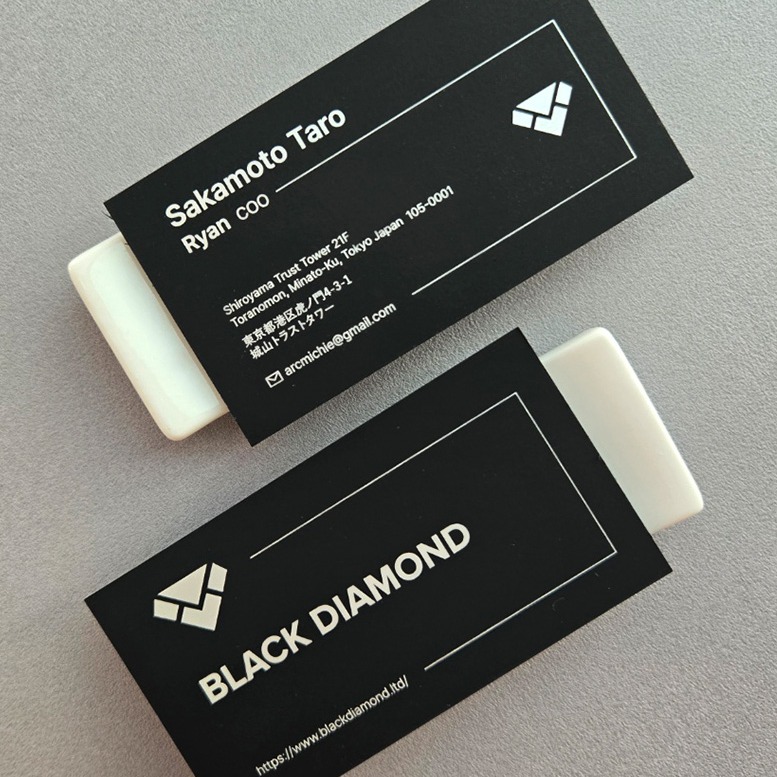 Sakamoto Taro
Ryan COO
Shiroyama Trust Tower 21F
Toranomon, Minato-Ku, Tokyo Japan 105-0001
東京都港区虎ノ門4-3-1
城山トラストタワー
arcmichie@gmail.com
BLACK DIAMOND
https://www.blackdiamond.ltd/